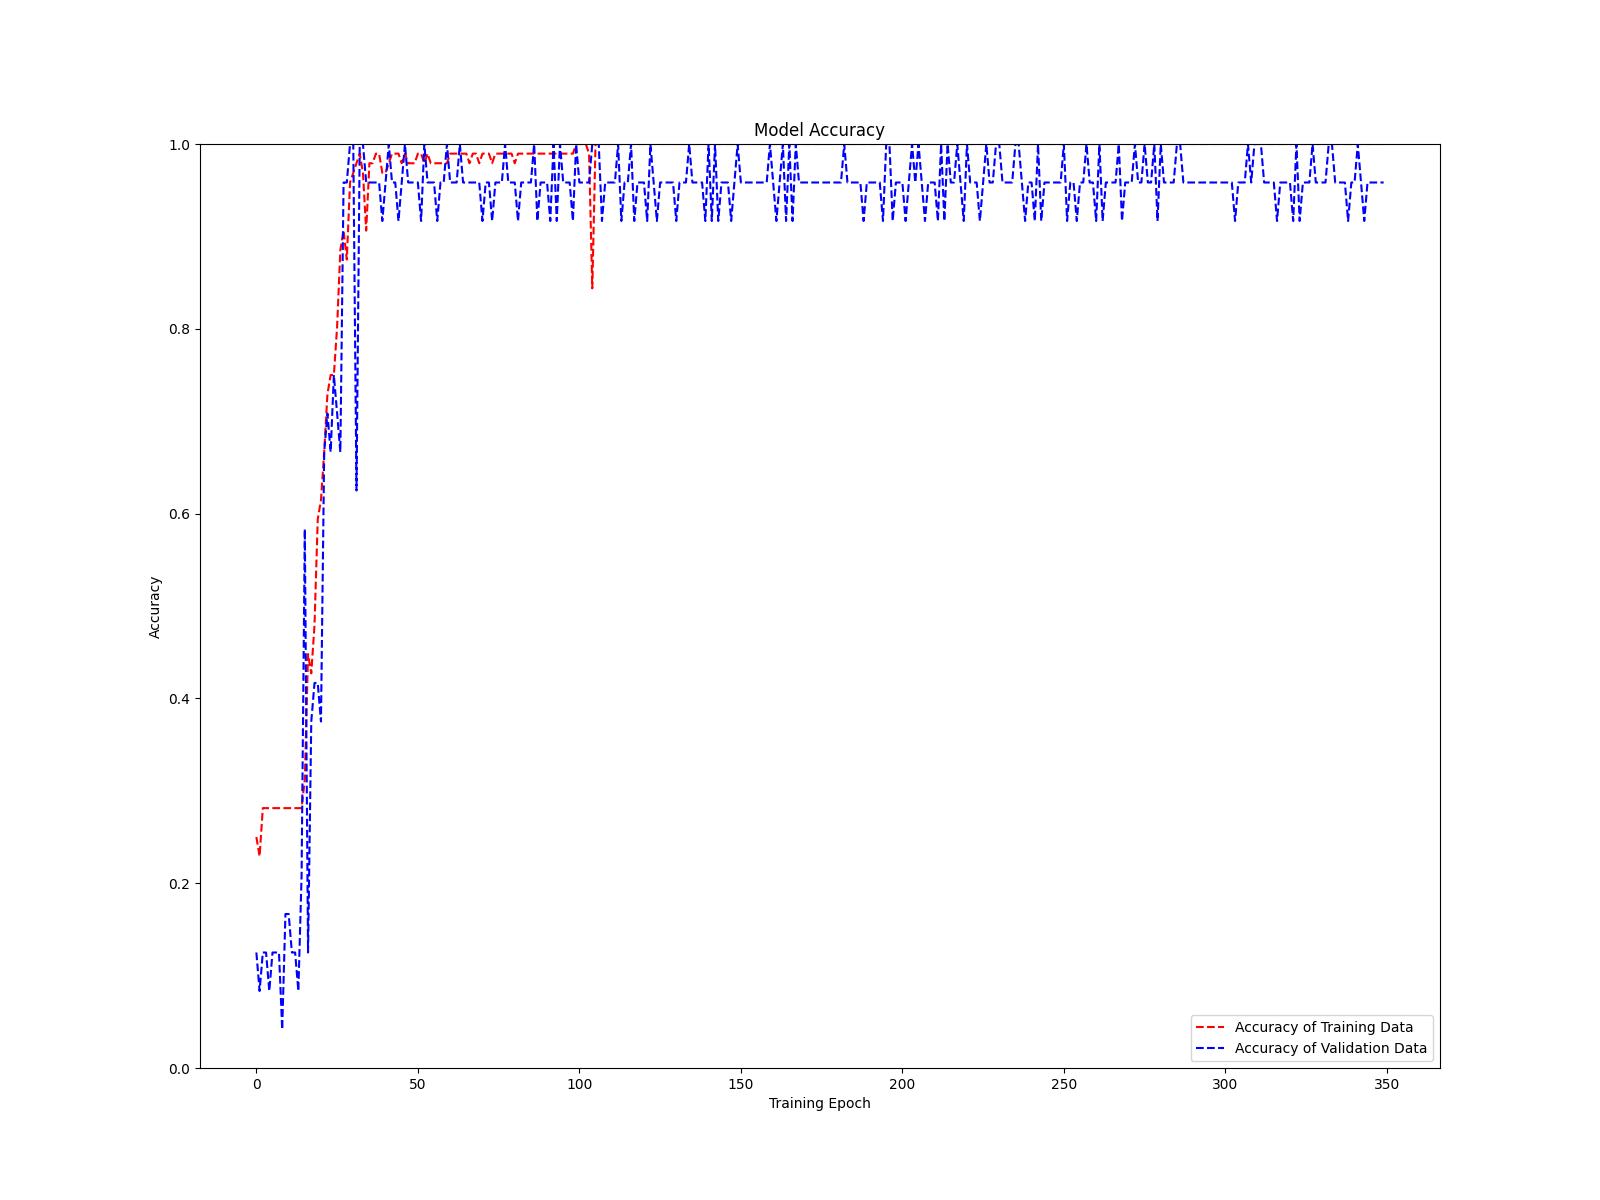 Model Accuracy
1.0
0.8
0.6
0.4
0.2
0.0
Accuracy
0 50 100 150 200 250 300 350
Training Epoch
Accuracy of Training Data
Accuracy of Validation Data